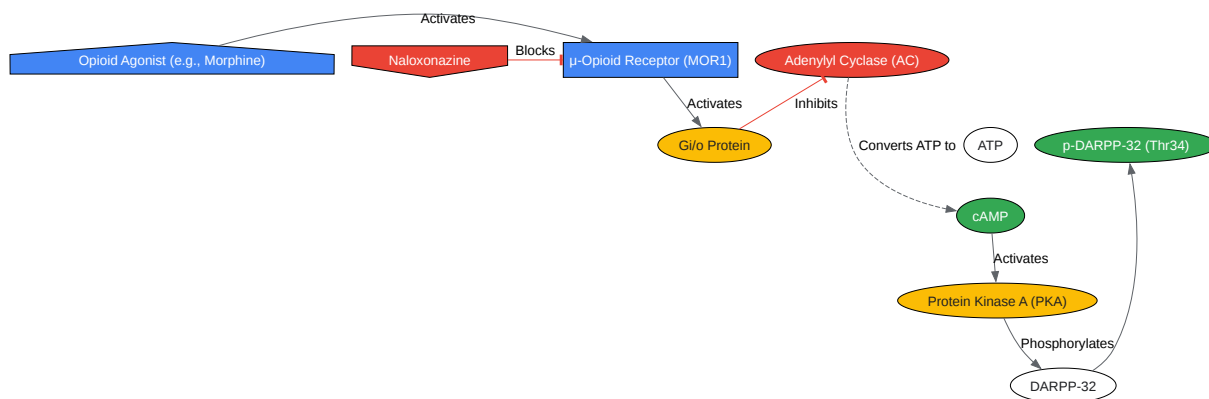 Activates
Opioid Agonist (e.g., Morphine)
Naloxonazine
Blocks
μ-Opioid Receptor (MOR1)
Adenylyl Cyclase (AC)
Activates
Inhibits
Gi/o Protein
Converts ATP to
ATP
p-DARPP-32 (Thr34)
cAMP
Activates
Protein Kinase A (PKA)
Phosphorylates
DARPP-32